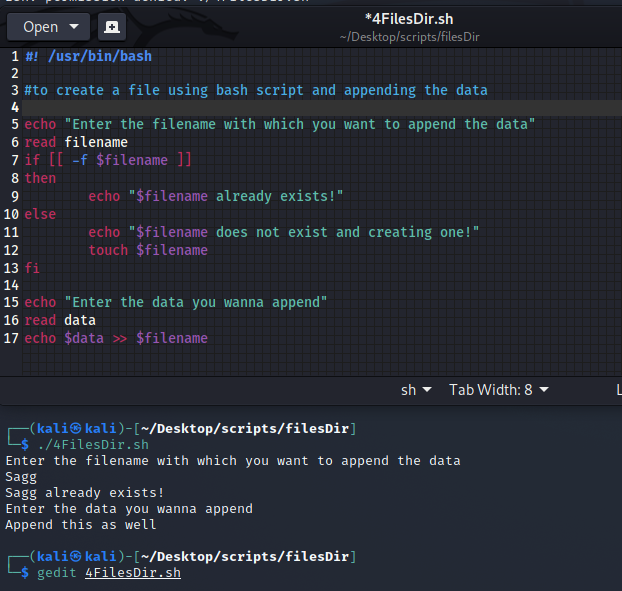 Open
*4FilesDir.sh
~/Desktop/scripts/filesDir
1 #! /usr/bin/bash
2
3 #to create a file using bash script and appending the data
4
5 echo "Enter the filename with which you want to append the data"
6 read filename
7 if [[ -f $filename ]]
8 then
9 echo "$filename already exists!"
10 else
11 echo "$filename does not exist and creating one!"
12 touch $filename
13 fi
14
15 echo "Enter the data you wanna append"
16 read data
17 echo $data >> $filename
sh Tab Width: 8 L
┌──(kali㉿kali)-[~/Desktop/scripts/filesDir]
└─$ ./4FilesDir.sh
Enter the filename with which you want to append the data
Sagg
Sagg already exists!
Enter the data you wanna append
Append this as well
┌──(kali㉿kali)-[~/Desktop/scripts/filesDir]
└─$ gedit 4FilesDir.sh